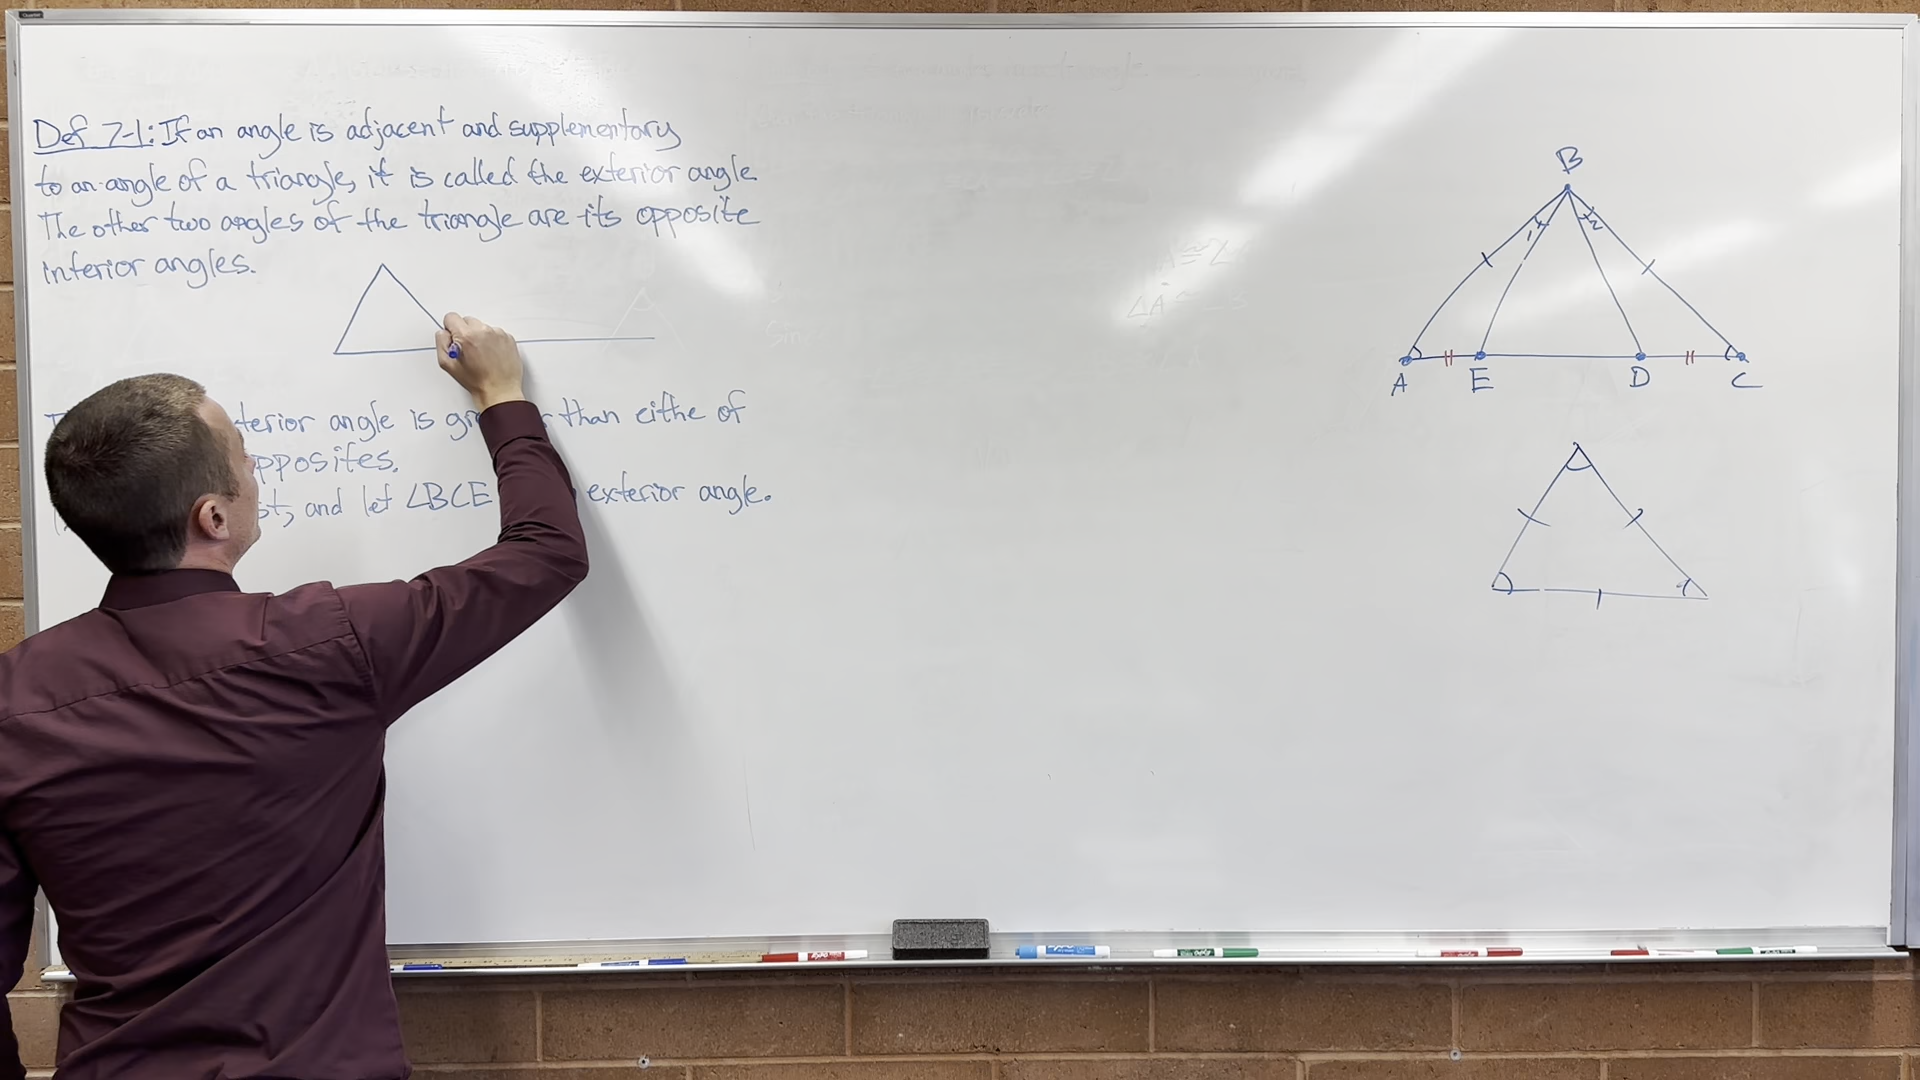 Def 7-1: If an angle is adjacent and supplementary
to an angle of a triangle, it is called the exterior angle.
The other two angles of the triangle are its opposite
interior angles.
terior angle is than eithe of
pposites.
st, and let ∠BCE exterior angle.
B
1 2
A E D C